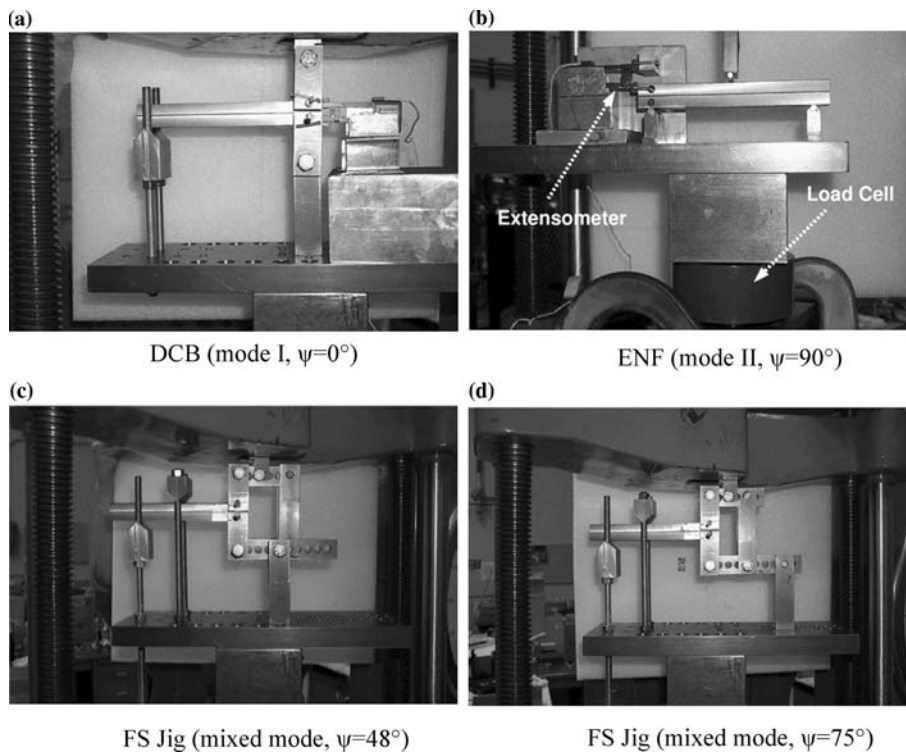 (a)
(b)
Extensometer
Load Cell
DCB (mode I, ψ=0°)
ENF (mode II, ψ=90°)
(c)
(d)
FS Jig (mixed mode, ψ=48°)
FS Jig (mixed mode, ψ=75°)